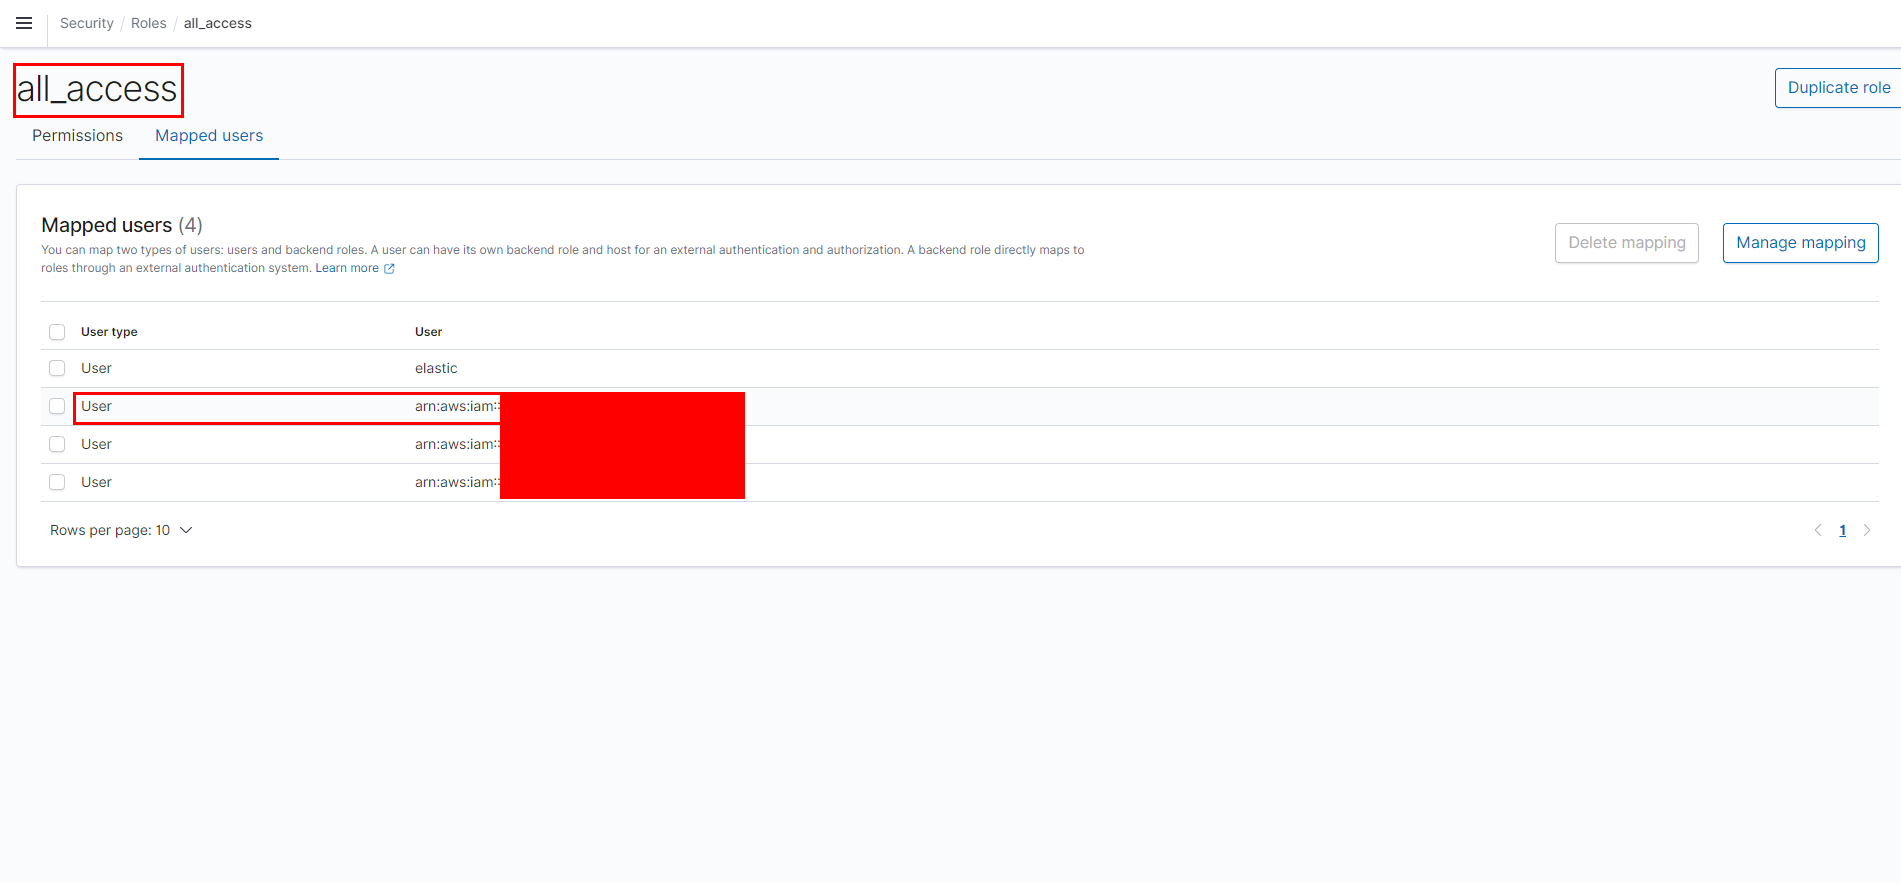 Security / Roles / all_access
all_access
Duplicate role
Permissions
Mapped users
Mapped users (4)
You can map two types of users: users and backend roles. A user can have its own backend role and host for an external authentication and authorization. A backend role directly maps to
roles through an external authentication system. Learn more
Delete mapping
Manage mapping
User type User
User elastic
User arn:aws:iam::
User arn:aws:iam::
User arn:aws:iam::
Rows per page: 10
1